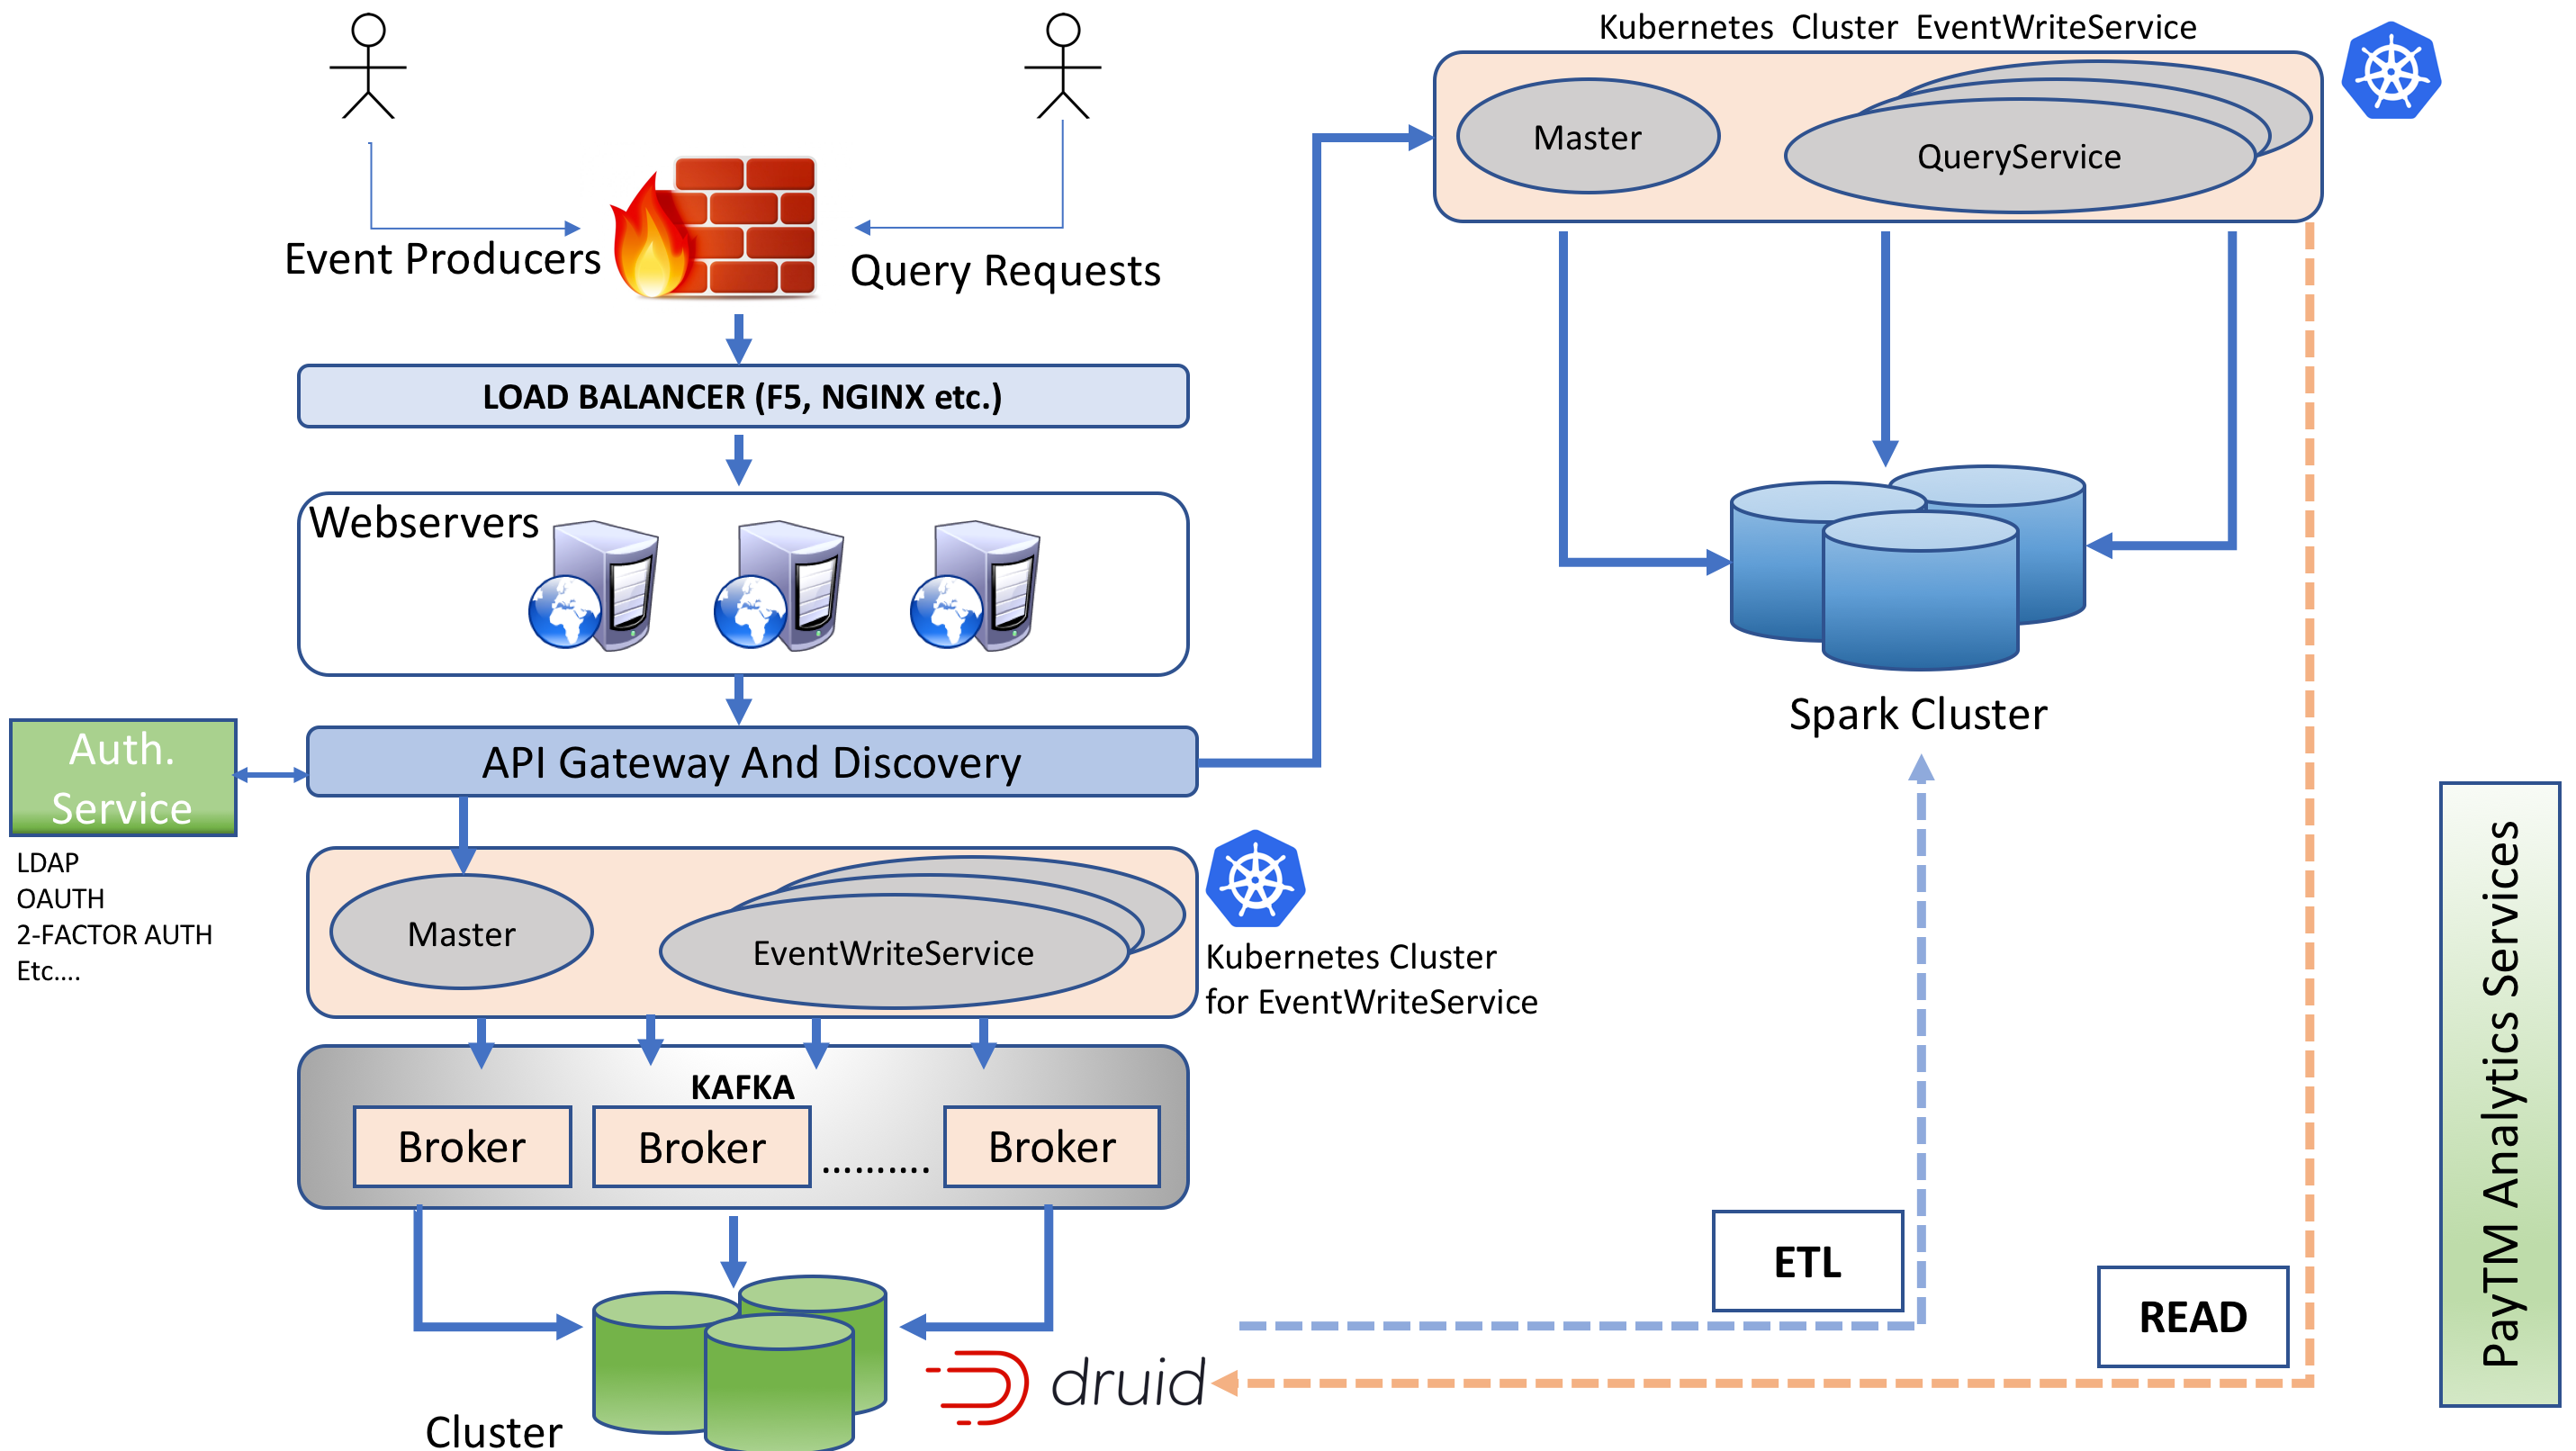 Kubernetes Cluster EventWriteService
Master
QueryService
Event Producers
Query Requests
LOAD BALANCER (F5, NGINX etc.)
Webservers
Spark Cluster
Auth.
Service
API Gateway And Discovery
LDAP
OAUTH
2-FACTOR AUTH
Etc....
Master
EventWriteService
Kubernetes Cluster
for EventWriteService
KAFKA
Broker
Broker
..........
Broker
ETL
READ
druid
Cluster
PayTM Analytics Services